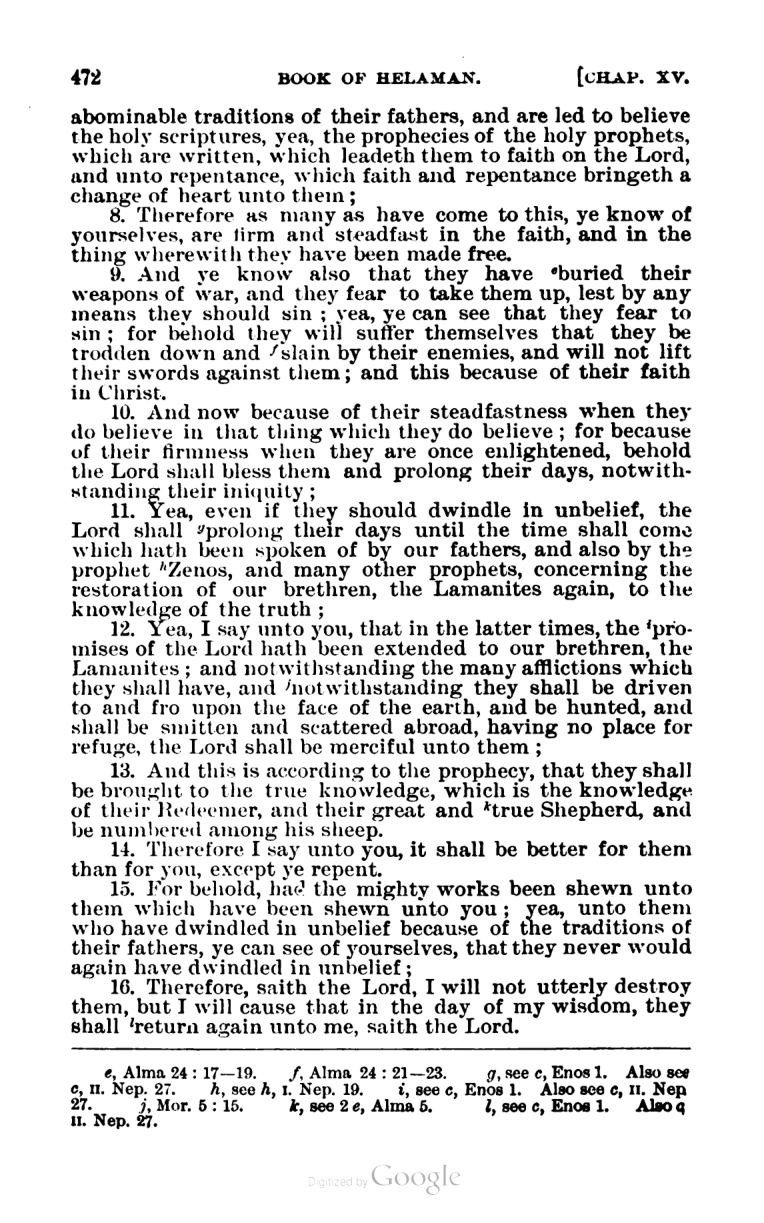 472 BOOK OF HELAMAN. [CHAP. XV.
abominable traditions of their fathers, and are led to believe
the holy scriptures, yea, the prophecies of the holy prophets,
which are written, which leadeth them to faith on the Lord,
and unto repentance, which faith and repentance bringeth a
change of heart unto them;
8. Therefore as many as have come to this, ye know of
yourselves, are firm and steadfast in the faith, and in the
thing wherewith they have been made free.
9. And ye know also that they have ᵉburied their
weapons of war, and they fear to take them up, lest by any
means they should sin; yea, ye can see that they fear to
sin; for behold they will suffer themselves that they be
trodden down and ᶠslain by their enemies, and will not lift
their swords against them; and this because of their faith
in Christ.
10. And now because of their steadfastness when they
do believe in that thing which they do believe; for because
of their firmness when they are once enlightened, behold
the Lord shall bless them and prolong their days, notwith-
standing their iniquity;
11. Yea, even if they should dwindle in unbelief, the
Lord shall ᵍprolong their days until the time shall come
which hath been spoken of by our fathers, and also by the
prophet ʰZenos, and many other prophets, concerning the
restoration of our brethren, the Lamanites again, to the
knowledge of the truth;
12. Yea, I say unto you, that in the latter times, the ⁱpro-
mises of the Lord hath been extended to our brethren, the
Lamanites; and notwithstanding the many afflictions which
they shall have, and ʲnotwithstanding they shall be driven
to and fro upon the face of the earth, and be hunted, and
shall be smitten and scattered abroad, having no place for
refuge, the Lord shall be merciful unto them;
13. And this is according to the prophecy, that they shall
be brought to the true knowledge, which is the knowledge
of their Redeemer, and their great and ᵏtrue Shepherd, and
be numbered among his sheep.
14. Therefore I say unto you, it shall be better for them
than for you, except ye repent.
15. For behold, had the mighty works been shewn unto
them which have been shewn unto you; yea, unto them
who have dwindled in unbelief because of the traditions of
their fathers, ye can see of yourselves, that they never would
again have dwindled in unbelief;
16. Therefore, saith the Lord, I will not utterly destroy
them, but I will cause that in the day of my wisdom, they
shall ˡreturn again unto me, saith the Lord.
e, Alma 24 : 17—19. f, Alma 24 : 21—23. g, see c, Enos 1. Also see
c, II. Nep. 27. h, see h, I. Nep. 19. i, see c, Enos 1. Also see c, II. Nep
27. j, Mor. 5 : 15. k, see 2 e, Alma 5. l, see c, Enos 1. Also q
II. Nep. 27.
Digitized by Google